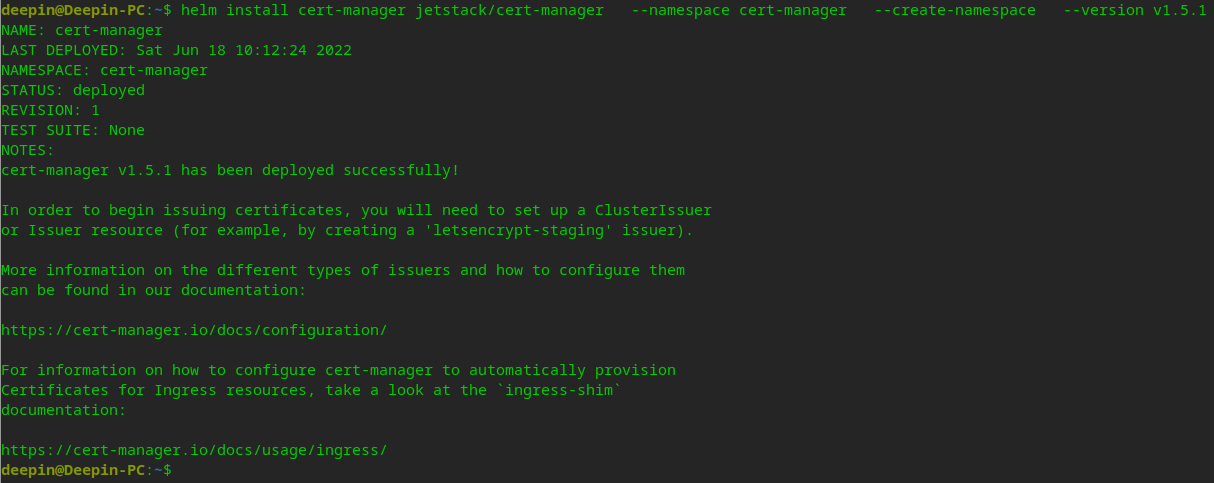 deepin@Deepin-PC:~$ helm install cert-manager jetstack/cert-manager   --namespace cert-manager   --create-namespace   --version v1.5.1
NAME: cert-manager
LAST DEPLOYED: Sat Jun 18 10:12:24 2022
NAMESPACE: cert-manager
STATUS: deployed
REVISION: 1
TEST SUITE: None
NOTES:
cert-manager v1.5.1 has been deployed successfully!
In order to begin issuing certificates, you will need to set up a ClusterIssuer
or Issuer resource (for example, by creating a 'letsencrypt-staging' issuer).
More information on the different types of issuers and how to configure them
can be found in our documentation:
https://cert-manager.io/docs/configuration/
For information on how to configure cert-manager to automatically provision
Certificates for Ingress resources, take a look at the `ingress-shim`
documentation:
https://cert-manager.io/docs/usage/ingress/
deepin@Deepin-PC:~$